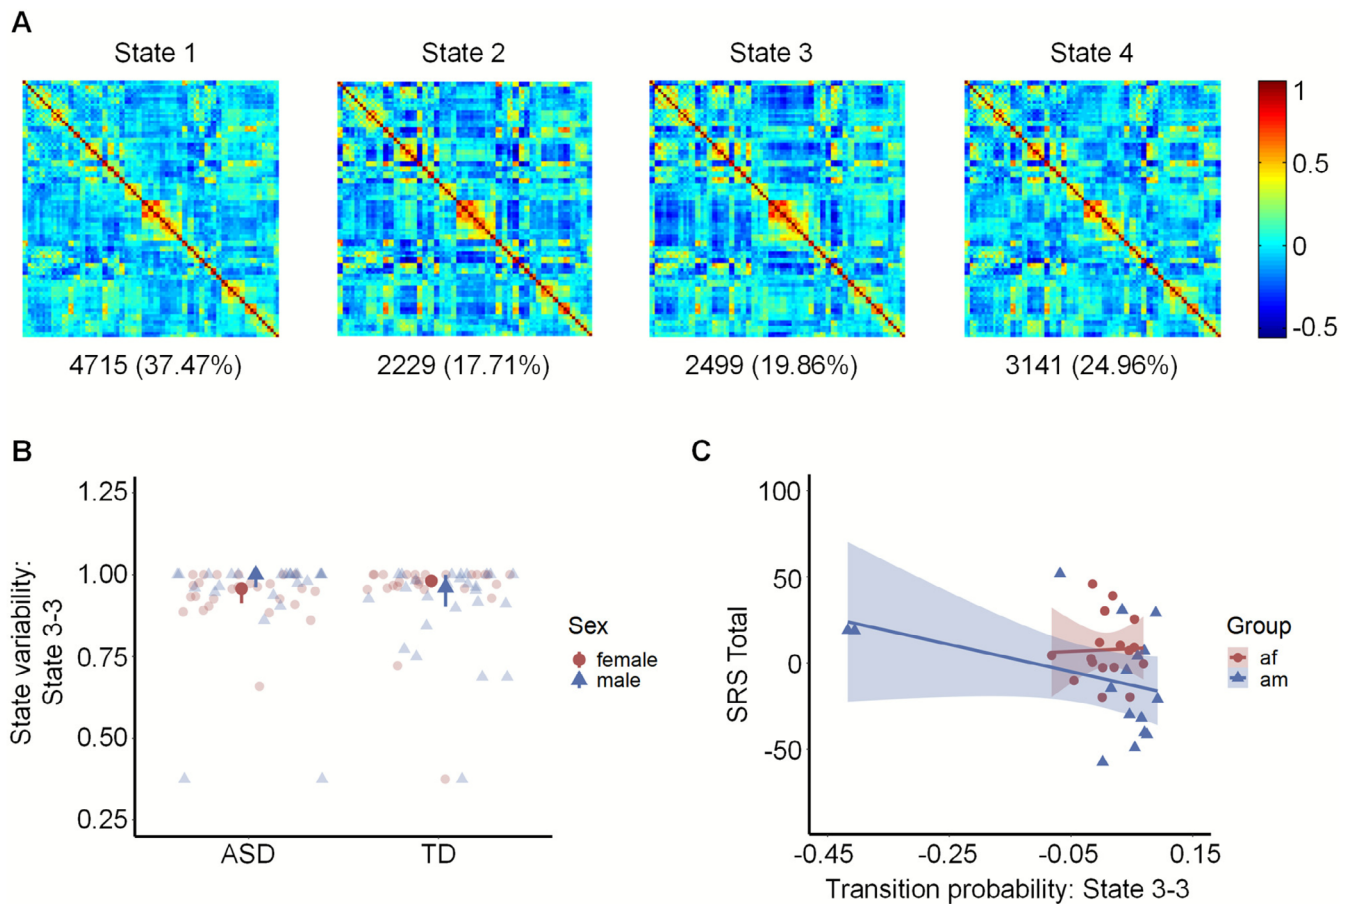 A
State 1
State 2
State 3
State 4
1
0.5
0
-0.5
4715 (37.47%)
2229 (17.71%)
2499 (19.86%)
3141 (24.96%)
B
State variability:
State 3-3
1.25
1.00
0.75
0.50
0.25
ASD
TD
Sex
female
male
C
SRS Total
100
50
0
-50
-0.45
-0.25
-0.05
0.15
Transition probability: State 3-3
Group
af
am